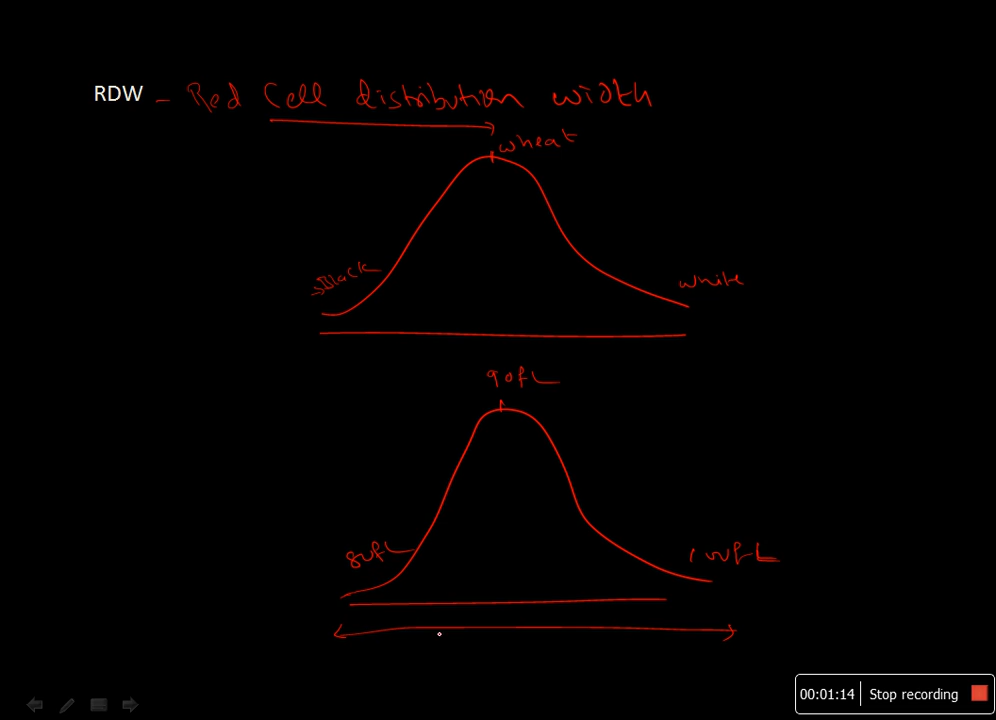 RDW - Red Cell distribution width
wheat
Black
white
90fL
80fL
100fL
00:01:14 Stop recording